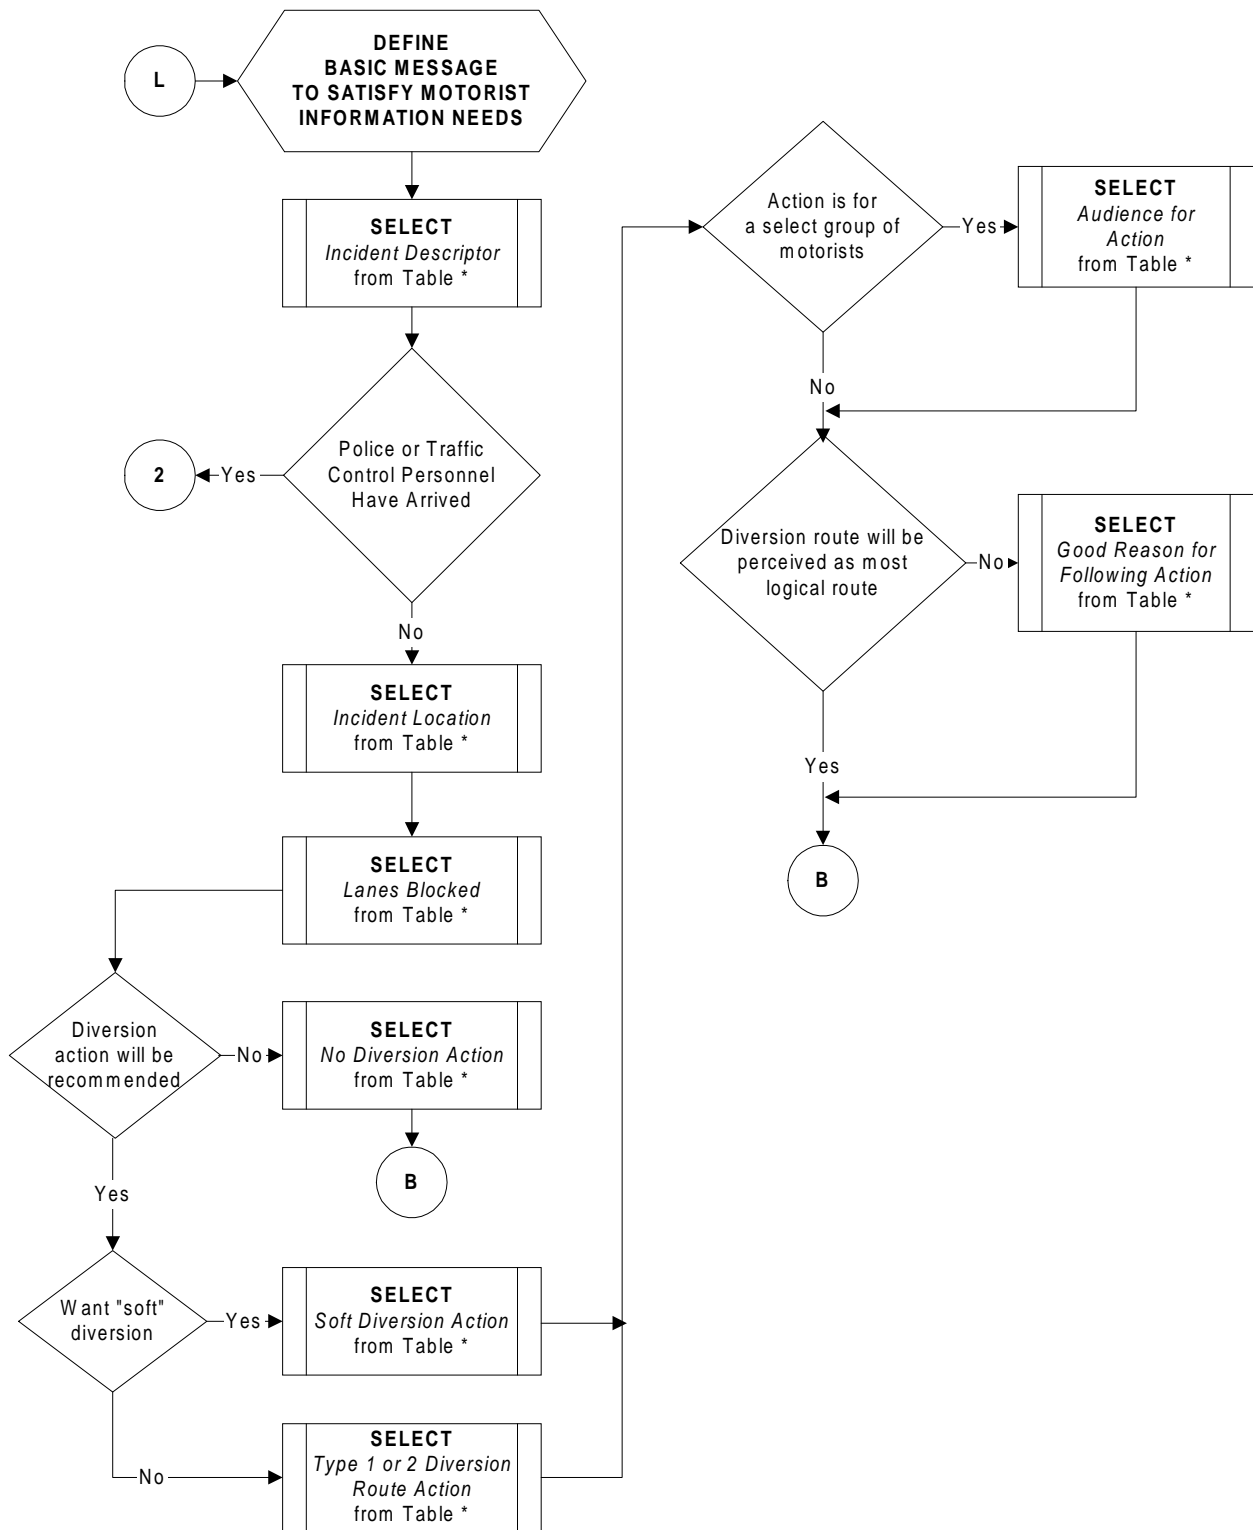 L
DEFINE
BASIC MESSAGE
TO SATISFY MOTORIST
INFORMATION NEEDS
SELECT
Incident Descriptor
from Table *
Police or Traffic
Control Personnel
Have Arrived
Yes
2
No
SELECT
Incident Location
from Table *
SELECT
Lanes Blocked
from Table *
Diversion
action will be
recommended
No
SELECT
No Diversion Action
from Table *
B
Yes
Want "soft"
diversion
Yes
SELECT
Soft Diversion Action
from Table *
No
SELECT
Type 1 or 2 Diversion
Route Action
from Table *
Action is for
a select group of
motorists
Yes
SELECT
Audience for
Action
from Table *
No
Diversion route will be
perceived as most
logical route
No
SELECT
Good Reason for
Following Action
from Table *
Yes
B